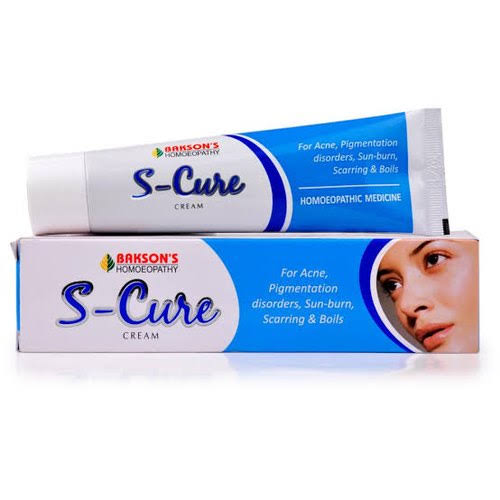 BAKSON'S
HOMOEOPATHY
S-Cure
CREAM
For Acne, Pigmentation
disorders, Sun-burn,
Scarring & Boils
HOMOEOPATHIC MEDICINE
BAKSON'S
HOMOEOPATHY
S-Cure
CREAM
For Acne,
Pigmentation
disorders, Sun-burn,
Scarring & Boils